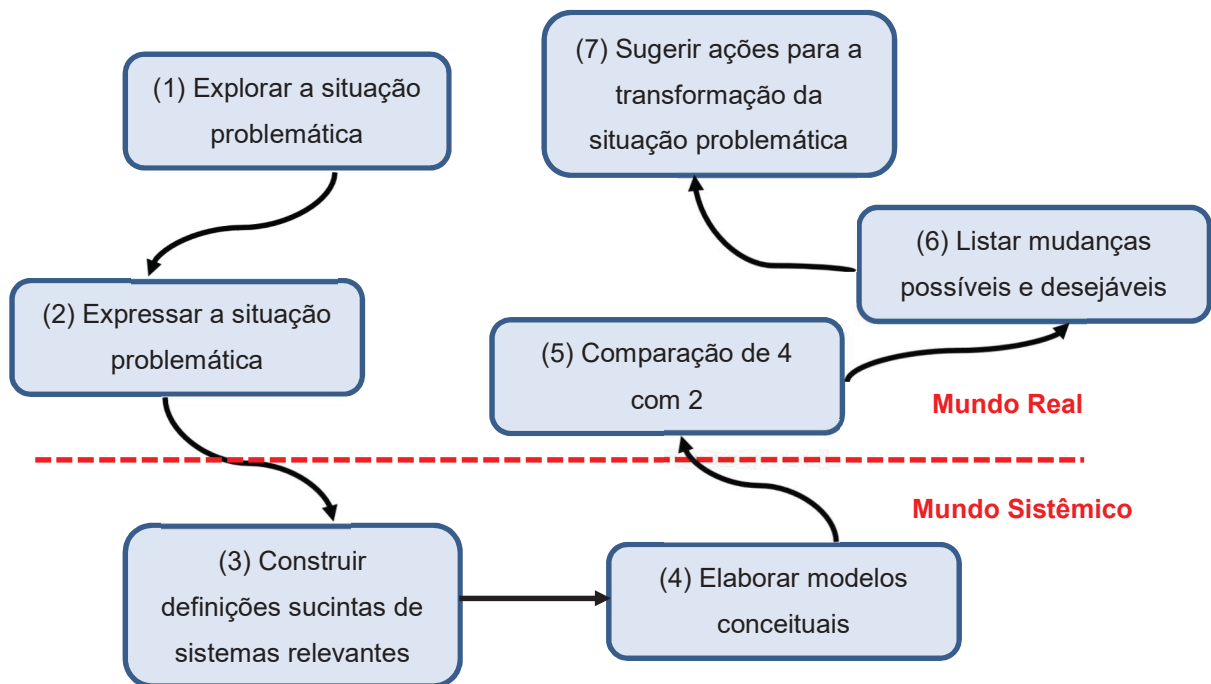 (1) Explorar a situação
problemática
(2) Expressar a situação
problemática
(3) Construir
definições sucintas de
sistemas relevantes
(4) Elaborar modelos
conceituais
(5) Comparação de 4
com 2
(6) Listar mudanças
possíveis e desejáveis
(7) Sugerir ações para a
transformação da
situação problemática
Mundo Real
Mundo Sistêmico